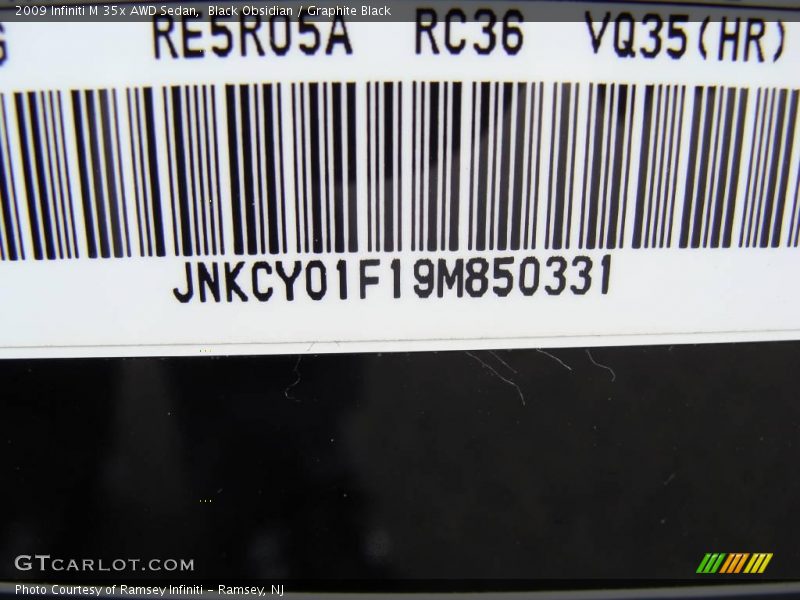 2009 Infiniti M 35x AWD Sedan, Black Obsidian / Graphite Black
RE5R05A RC36 VQ35(HR)
JNKCY01F19M850331
GTCARLOT.COM
Photo Courtesy of Ramsey Infiniti - Ramsey, NJ